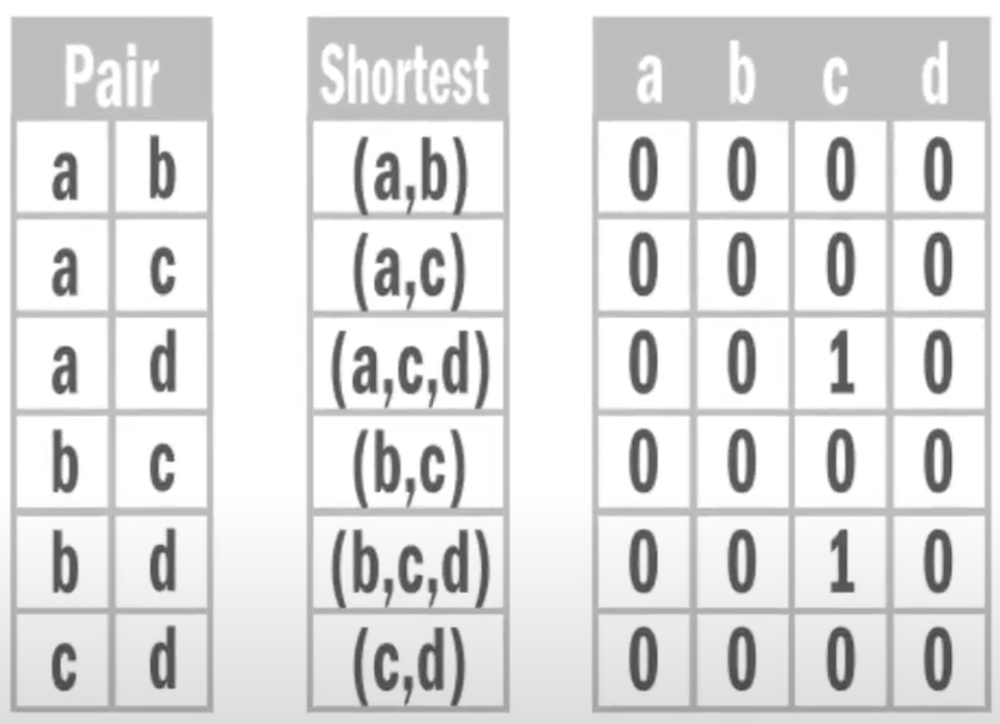 Pair Shortest a b c d
a b (a,b) 0 0 0 0
a c (a,c) 0 0 0 0
a d (a,c,d) 0 0 1 0
b c (b,c) 0 0 0 0
b d (b,c,d) 0 0 1 0
c d (c,d) 0 0 0 0